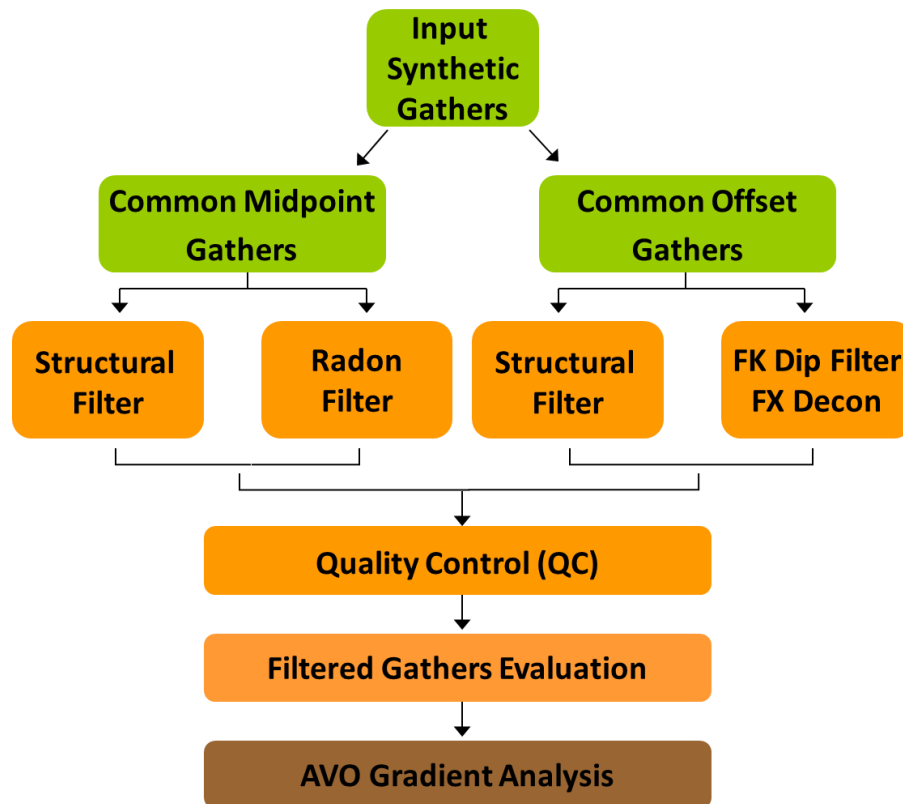 Input
Synthetic
Gathers
Common Midpoint
Gathers
Common Offset
Gathers
Structural
Filter
Radon
Filter
Structural
Filter
FK Dip Filter
FX Decon
Quality Control (QC)
Filtered Gathers Evaluation
AVO Gradient Analysis